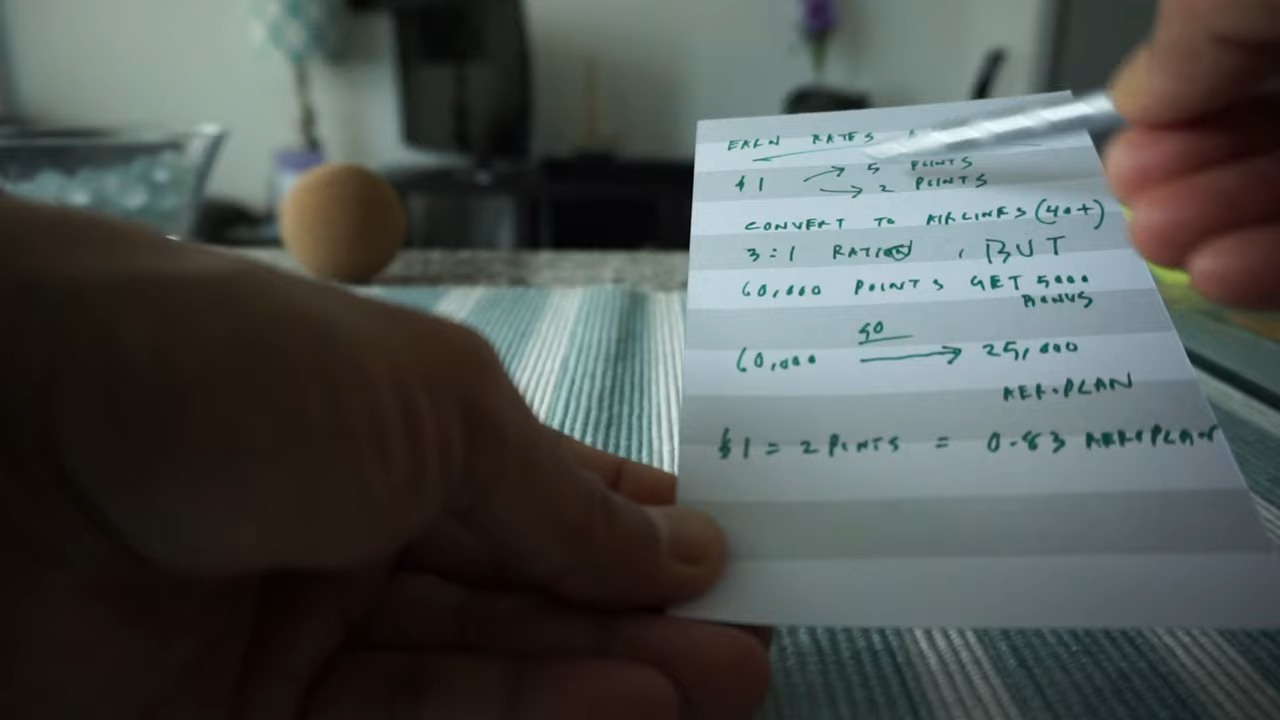 EARN RATES
$1 → 5 POINTS
→ 2 POINTS
CONVERT TO AIRLINES (40+)
3:1 RATIO , BUT
60,000 POINTS GET 5000
BONUS
60,000 → 25,000
AEROPLAN
$1 = 2 POINTS = 0.83 AEROPLAN